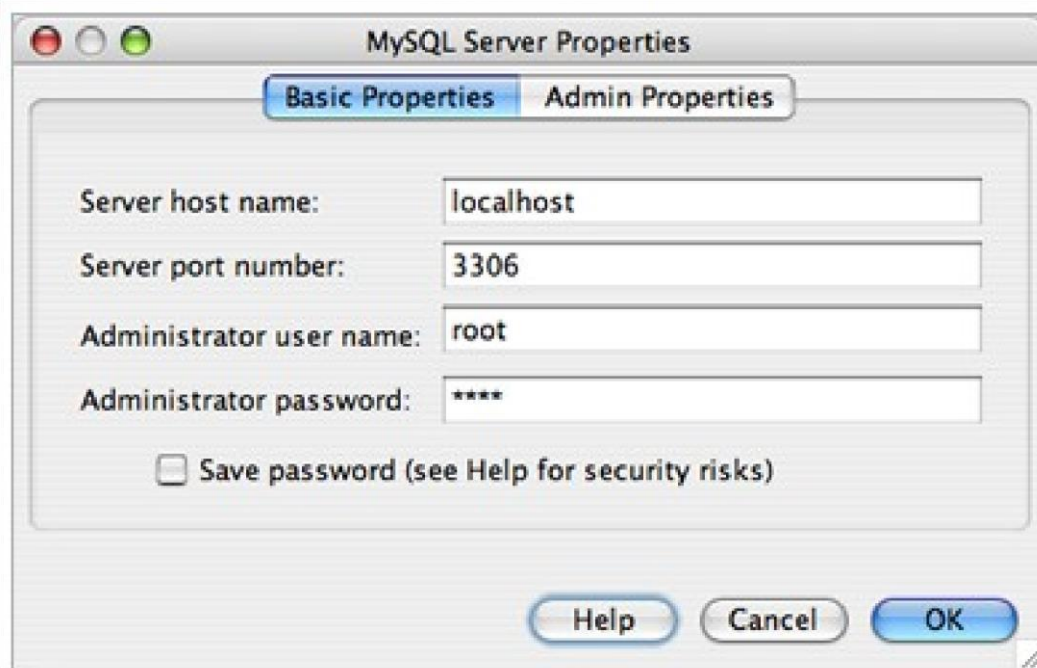 MySQL Server Properties
Basic Properties Admin Properties
Server host name: localhost
Server port number: 3306
Administrator user name: root
Administrator password: ****
Save password (see Help for security risks)
Help Cancel OK